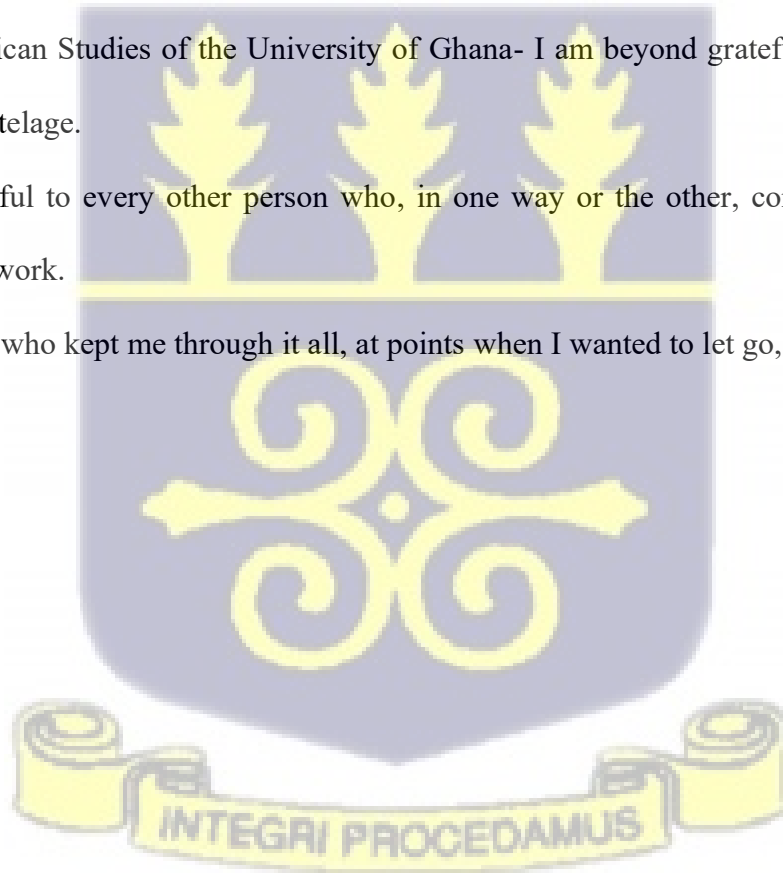 ican Studies of the University of Ghana- I am beyond gratef
telage.
ful to every other person who, in one way or the other, con
work.
who kept me through it all, at points when I wanted to let go,
INTEGRI PROCEDAMUS